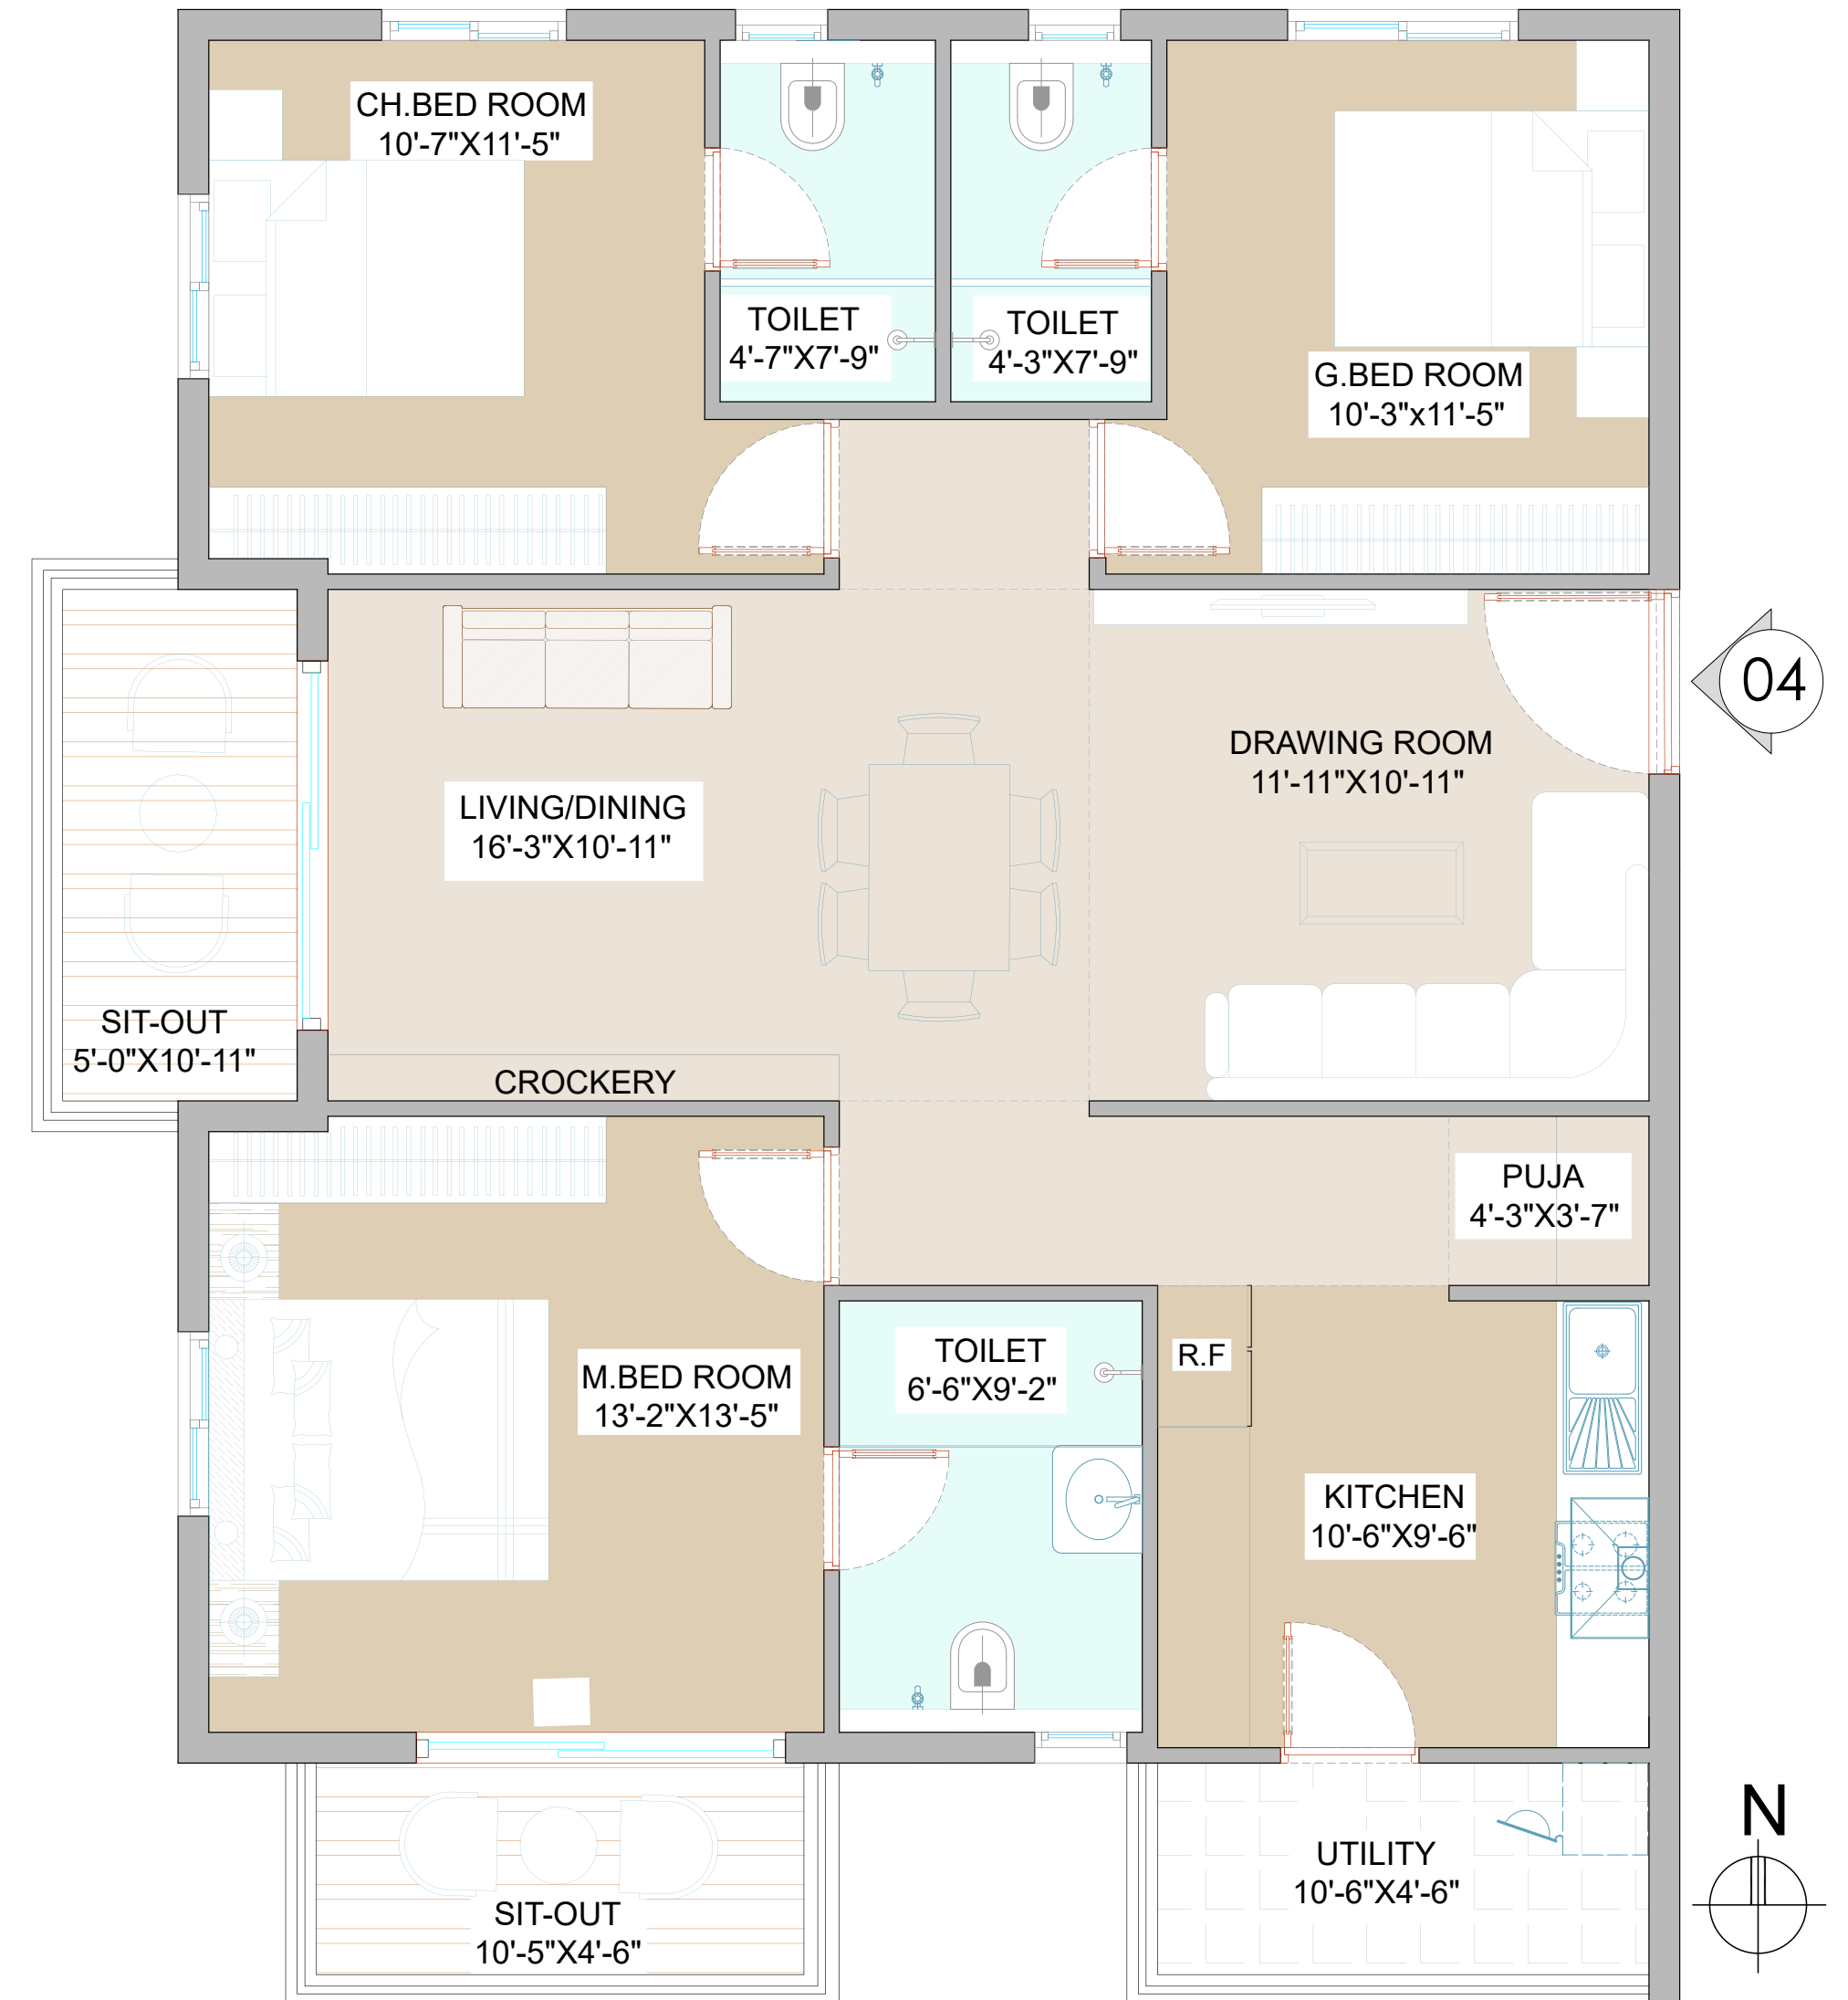 CH.BED ROOM
10'-7"X11'-5"
TOILET
4'-7"X7'-9"
TOILET
4'-3"X7'-9"
G.BED ROOM
10'-3"x11'-5"
04
DRAWING ROOM
11'-11"X10'-11"
LIVING/DINING
16'-3"X10'-11"
SIT-OUT
5'-0"X10'-11"
CROCKERY
PUJA
4'-3"X3'-7"
TOILET
6'-6"X9'-2"
R.F
M.BED ROOM
13'-2"X13'-5"
KITCHEN
10'-6"X9'-6"
N
UTILITY
10'-6"X4'-6"
SIT-OUT
10'-5"X4'-6"